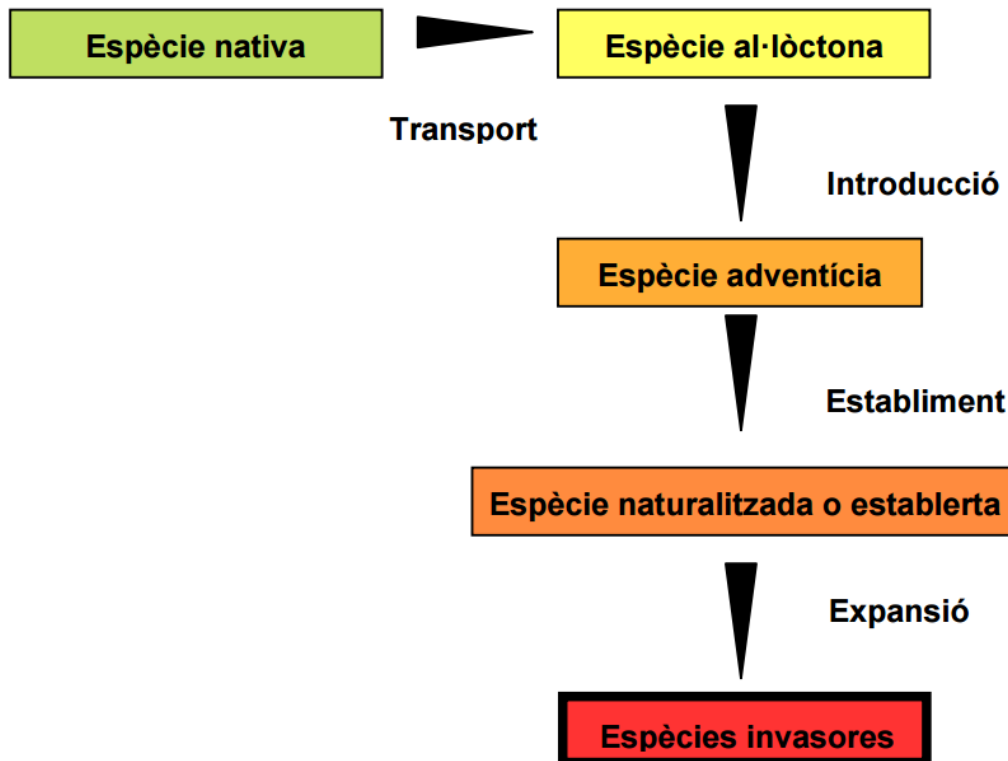 Espècie nativa
Espècie al·lòctona
Transport
Introducció
Espècie adventícia
Establiment
Espècie naturalitzada o establerta
Expansió
Espècies invasores